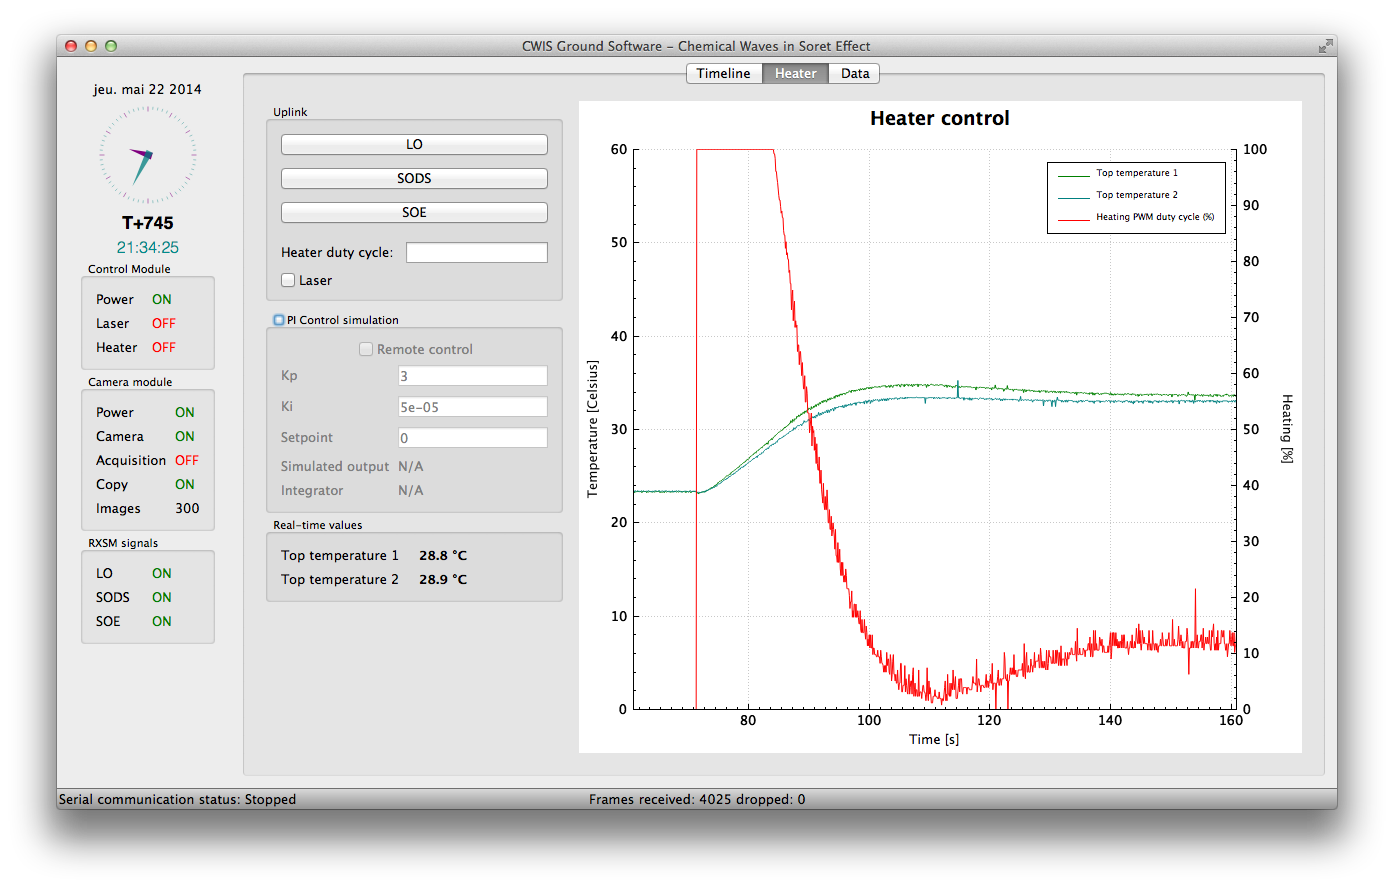 CWIS Ground Software - Chemical Waves in Soret Effect
Timeline Heater Data
jeu. mai 22 2014
T+745
21:34:25
Control Module
Power ON
Laser OFF
Heater OFF
Camera module
Power ON
Camera ON
Acquisition OFF
Copy ON
Images 300
RXSM signals
LO ON
SODS ON
SOE ON
Uplink
LO
SODS
SOE
Heater duty cycle:
Laser
PI Control simulation
Remote control
Kp 3
Ki 5e-05
Setpoint 0
Simulated output N/A
Integrator N/A
Real-time values
Top temperature 1 28.8 °C
Top temperature 2 28.9 °C
Heater control
Top temperature 1
Top temperature 2
Heating PWM duty cycle (%)
Temperature [Celsius]
60
50
40
30
20
10
0
100
90
80
70
60
50
40
30
20
10
0
Heating [%]
80 100 120 140 160
Time [s]
Serial communication status: Stopped
Frames received: 4025 dropped: 0